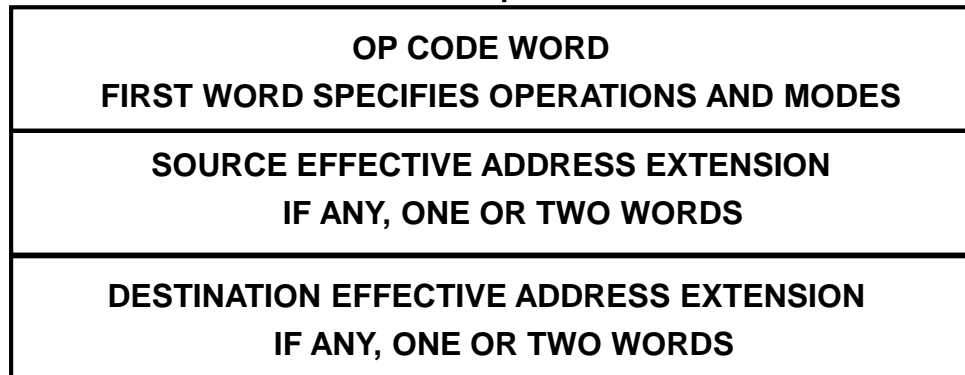 OP CODE WORD
FIRST WORD SPECIFIES OPERATIONS AND MODES
SOURCE EFFECTIVE ADDRESS EXTENSION
IF ANY, ONE OR TWO WORDS
DESTINATION EFFECTIVE ADDRESS EXTENSION
IF ANY, ONE OR TWO WORDS